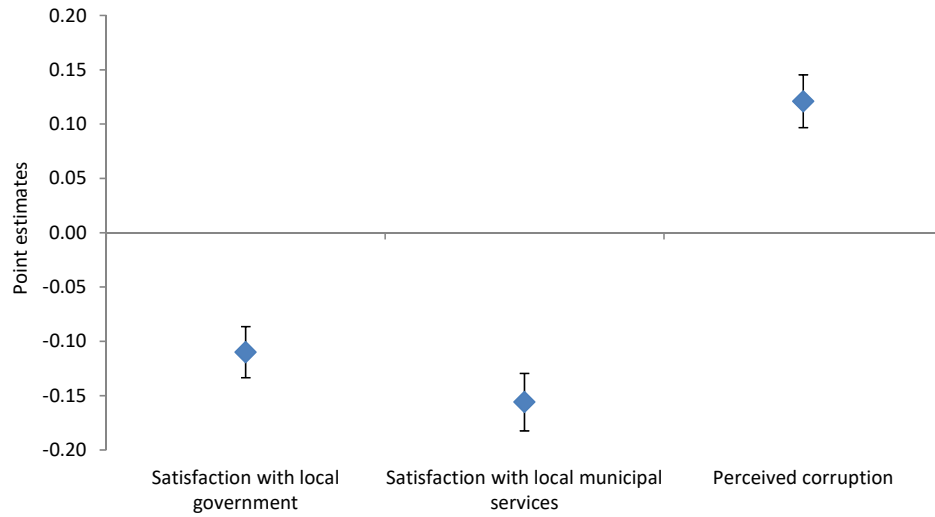 0.20
0.15
0.10
0.05
0.00
-0.05
-0.10
-0.15
-0.20
Point estimates
Satisfaction with local
government
Satisfaction with local municipal
services
Perceived corruption